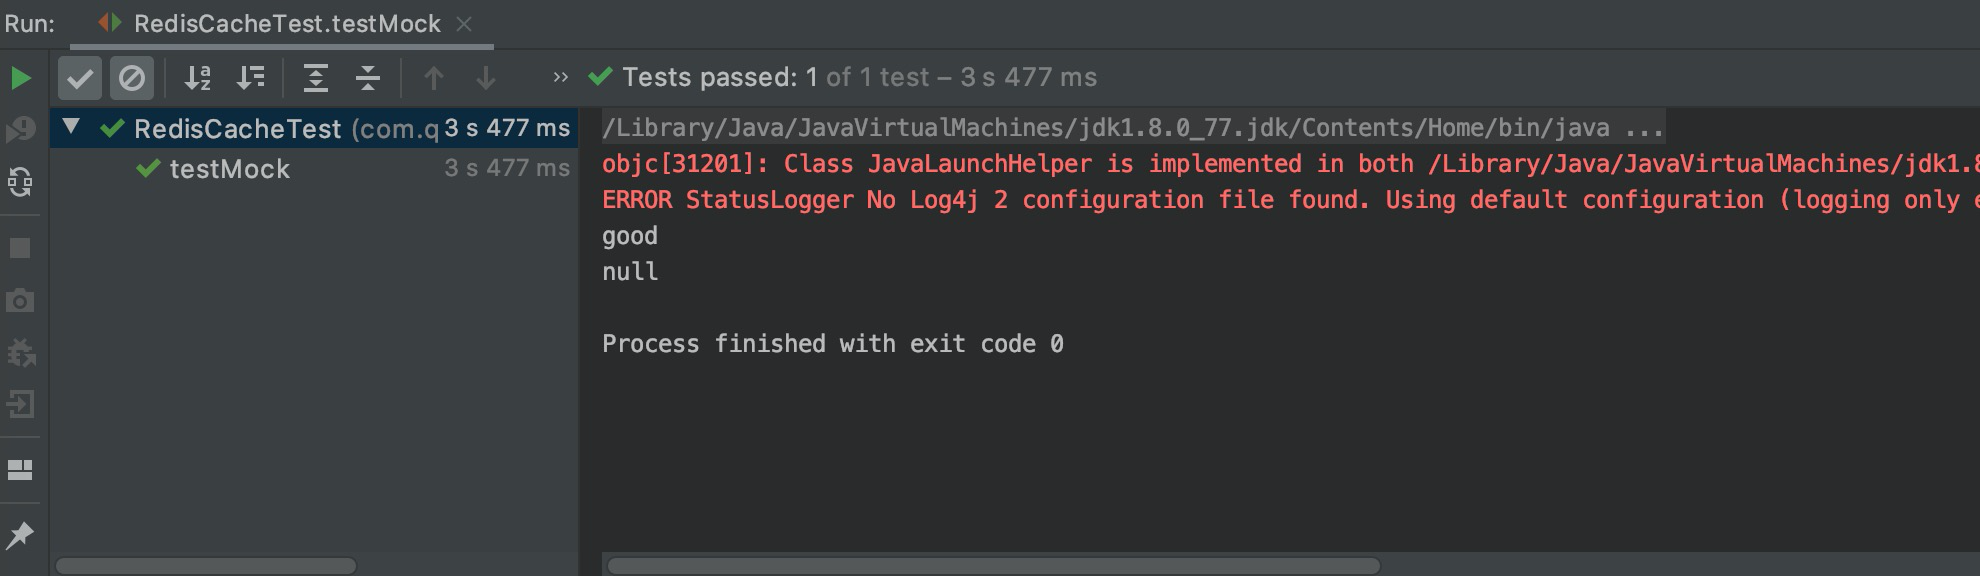 Run: RedisCacheTest.testMock
Tests passed: 1 of 1 test – 3 s 477 ms
RedisCacheTest (com.q 3 s 477 ms
testMock 3 s 477 ms
/Library/Java/JavaVirtualMachines/jdk1.8.0_77.jdk/Contents/Home/bin/java ...
objc[31201]: Class JavaLaunchHelper is implemented in both /Library/Java/JavaVirtualMachines/jdk1.8
ERROR StatusLogger No Log4j 2 configuration file found. Using default configuration (logging only
good
null
Process finished with exit code 0